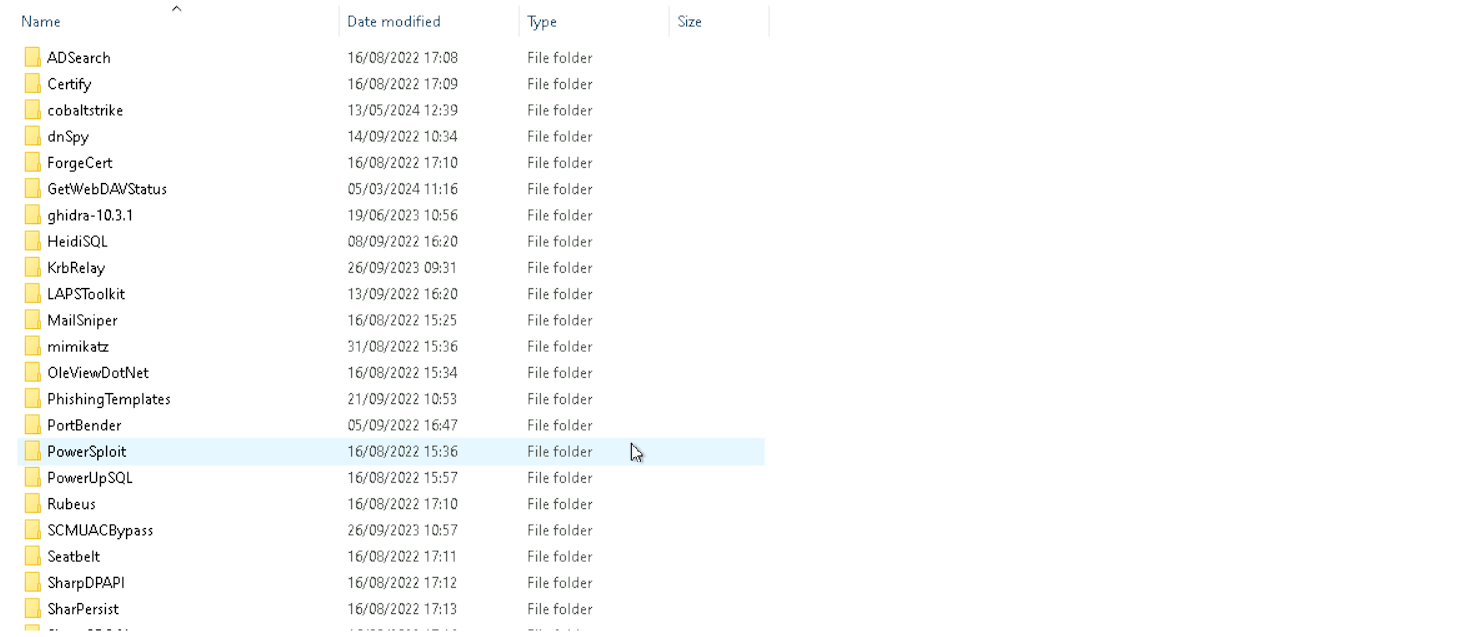 Name Date modified Type Size
ADSearch 16/08/2022 17:08 File folder
Certify 16/08/2022 17:09 File folder
cobaltstrike 13/05/2024 12:39 File folder
dnSpy 14/09/2022 10:34 File folder
ForgeCert 16/08/2022 17:10 File folder
GetWebDAVStatus 05/03/2024 11:16 File folder
ghidra-10.3.1 19/06/2023 10:56 File folder
HeidiSQL 08/09/2022 16:20 File folder
KrbRelay 26/09/2023 09:31 File folder
LAPSToolkit 13/09/2022 16:20 File folder
MailSniper 16/08/2022 15:25 File folder
mimikatz 31/08/2022 15:36 File folder
OleViewDotNet 16/08/2022 15:34 File folder
PhishingTemplates 21/09/2022 10:53 File folder
PortBender 05/09/2022 16:47 File folder
PowerSploit 16/08/2022 15:36 File folder
PowerUpSQL 16/08/2022 15:57 File folder
Rubeus 16/08/2022 17:10 File folder
SCMUACBypass 26/09/2023 10:57 File folder
Seatbelt 16/08/2022 17:11 File folder
SharpDPAPI 16/08/2022 17:12 File folder
SharPersist 16/08/2022 17:13 File folder